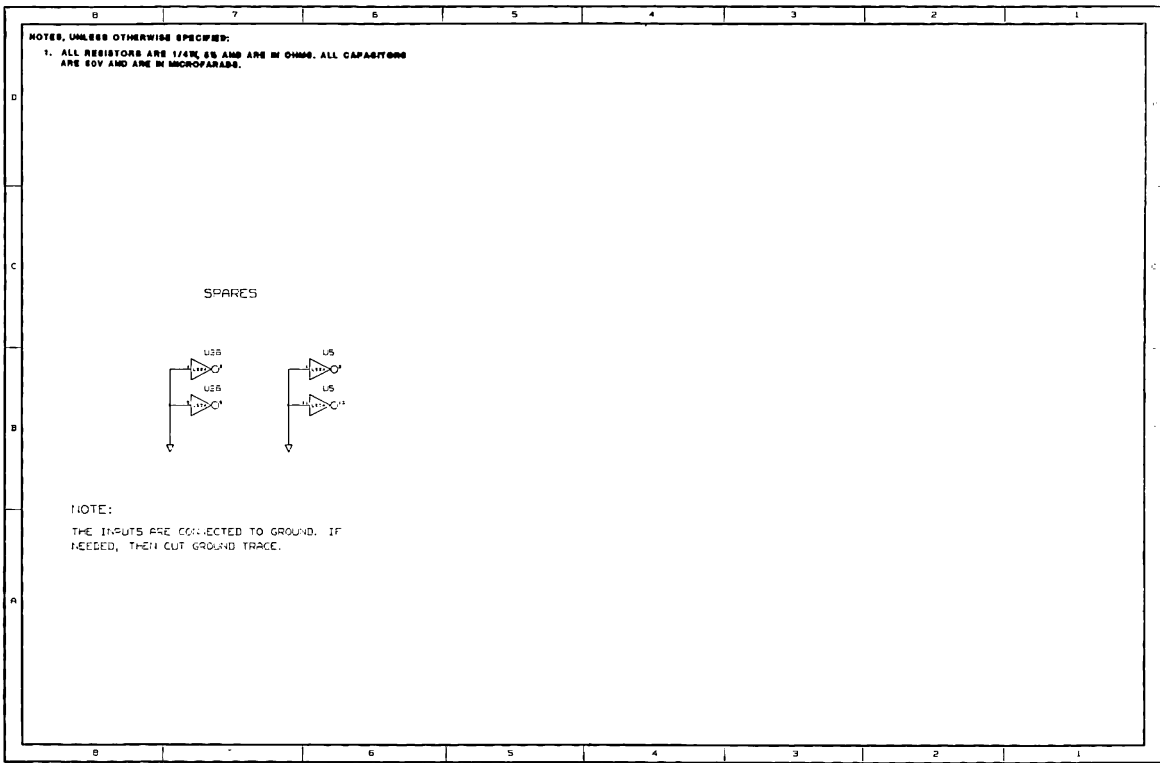 8 7 6 5 4 3 2 1
NOTES, UNLESS OTHERWISE SPECIFIED:
1. ALL RESISTORS ARE 1/4W, 5% AND ARE IN OHMS. ALL CAPACITORS
ARE 50V AND ARE IN MICROFARADS.
D
C
SPARES
U36 U5
U36 U5
B
NOTE:
THE INPUTS ARE CONNECTED TO GROUND. IF
NEEDED, THEN CUT GROUND TRACE.
A
8 6 5 4 3 2 1